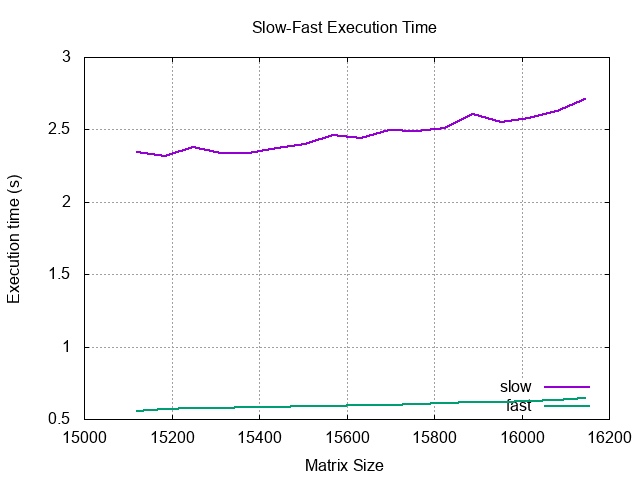 Slow-Fast Execution Time
3
2.5
2
1.5
1
0.5
Execution time (s)
slow
fast
15000 15200 15400 15600 15800 16000 16200
Matrix Size